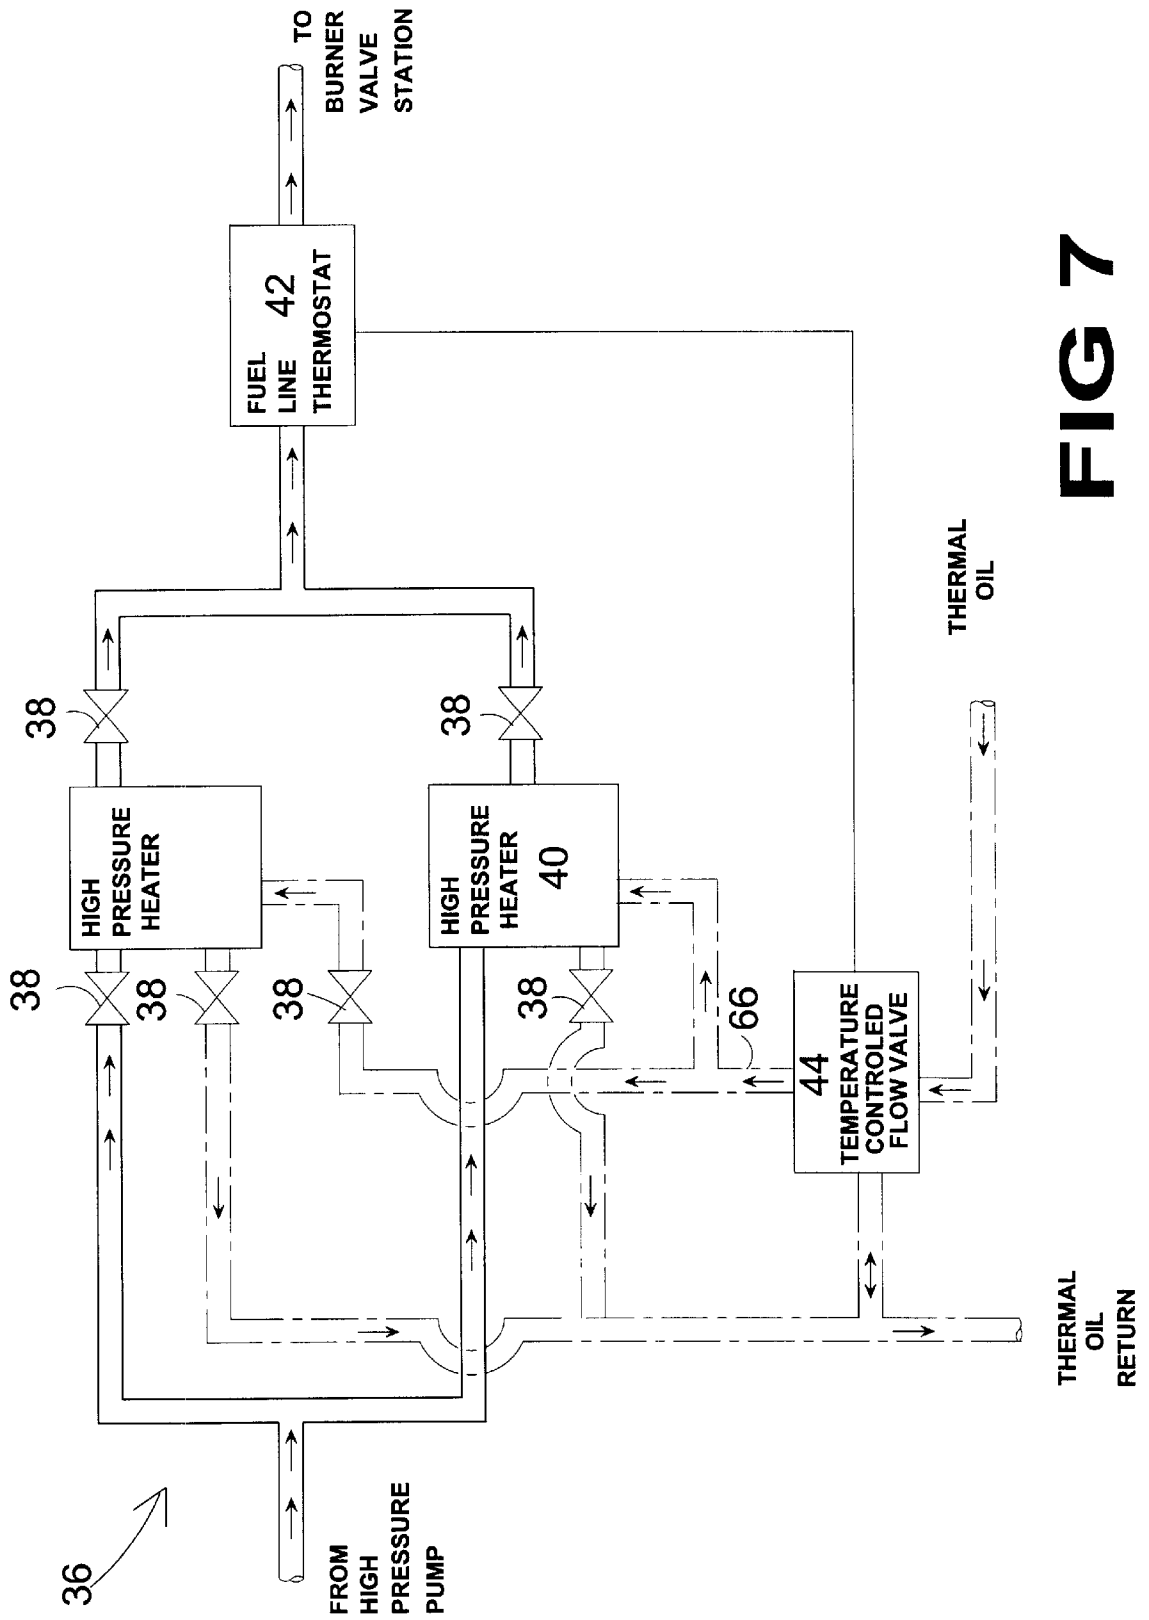 36
FROM
HIGH
PRESSURE
PUMP
38
38
38
38
38
38
HIGH
PRESSURE
HEATER
HIGH
PRESSURE
HEATER
40
FUEL
LINE
THERMOSTAT
42
TO
BURNER
VALVE
STATION
66
44
TEMPERATURE
CONTROLED
FLOW VALVE
THERMAL
OIL
THERMAL
OIL
RETURN
FIG 7